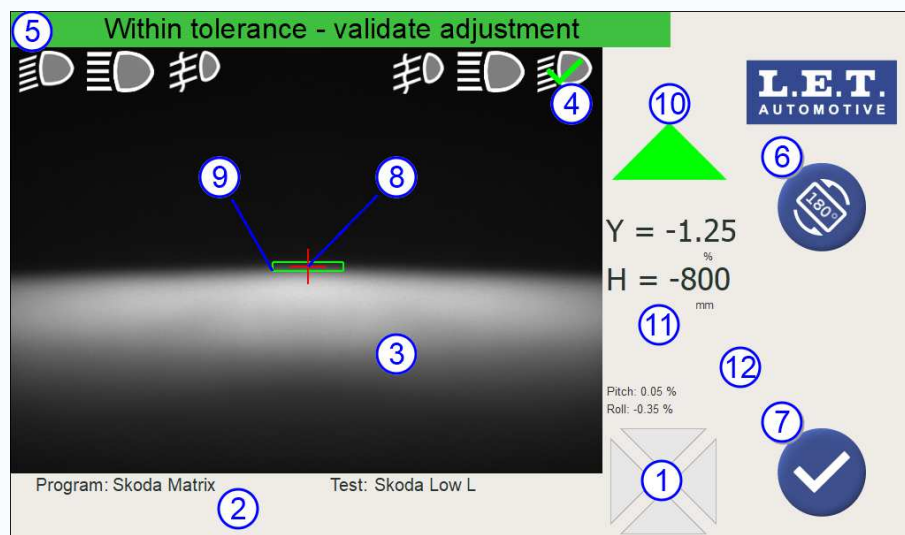 5
Within tolerance - validate adjustment
4
10
L.E.T.
AUTOMOTIVE
6
180°
9
8
Y = -1.25
%
H = -800
mm
11
3
12
Pitch: 0.05 %
Roll: -0.35 %
7
1
Program: Skoda Matrix
Test: Skoda Low L
2